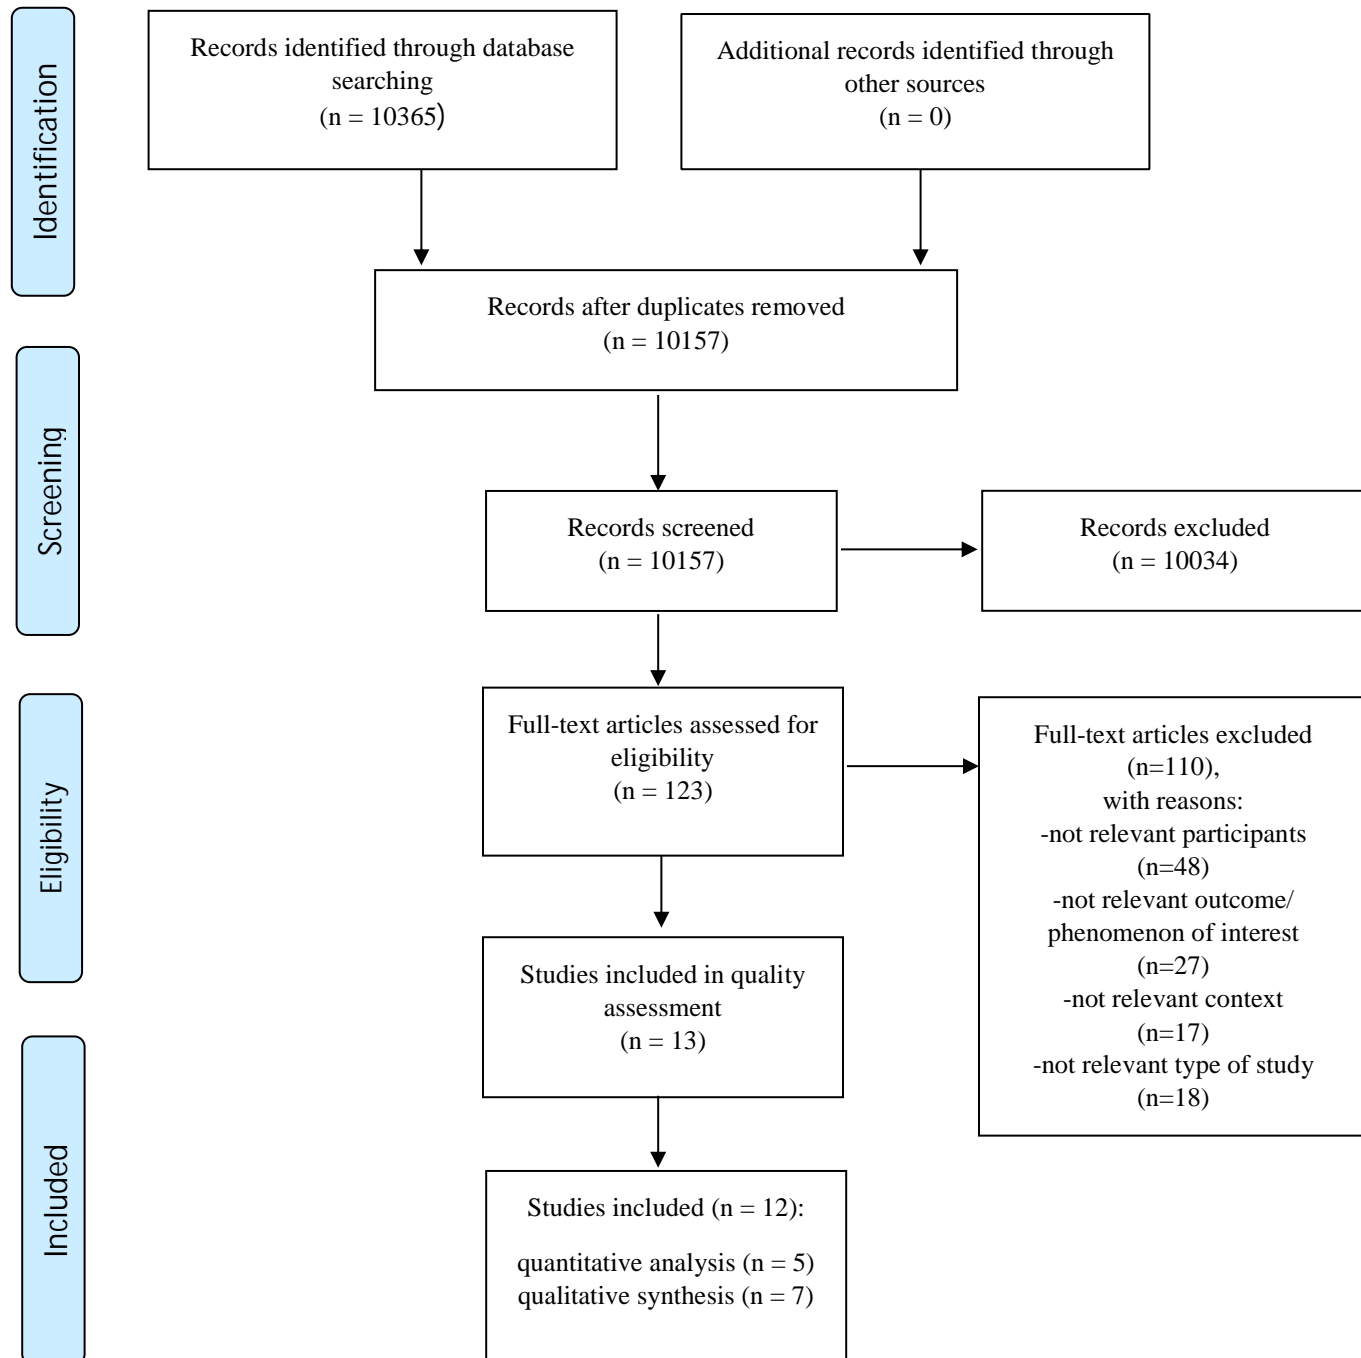 Identification
Records identified through database
searching
(n = 10365)
Additional records identified through
other sources
(n = 0)
Records after duplicates removed
(n = 10157)
Screening
Records screened
(n = 10157)
Records excluded
(n = 10034)
Eligibility
Full-text articles assessed for
eligibility
(n = 123)
Full-text articles excluded
(n=110),
with reasons:
-not relevant participants
(n=48)
-not relevant outcome/
phenomenon of interest
(n=27)
-not relevant context
(n=17)
-not relevant type of study
(n=18)
Studies included in quality
assessment
(n = 13)
Included
Studies included (n = 12):
quantitative analysis (n = 5)
qualitative synthesis (n = 7)